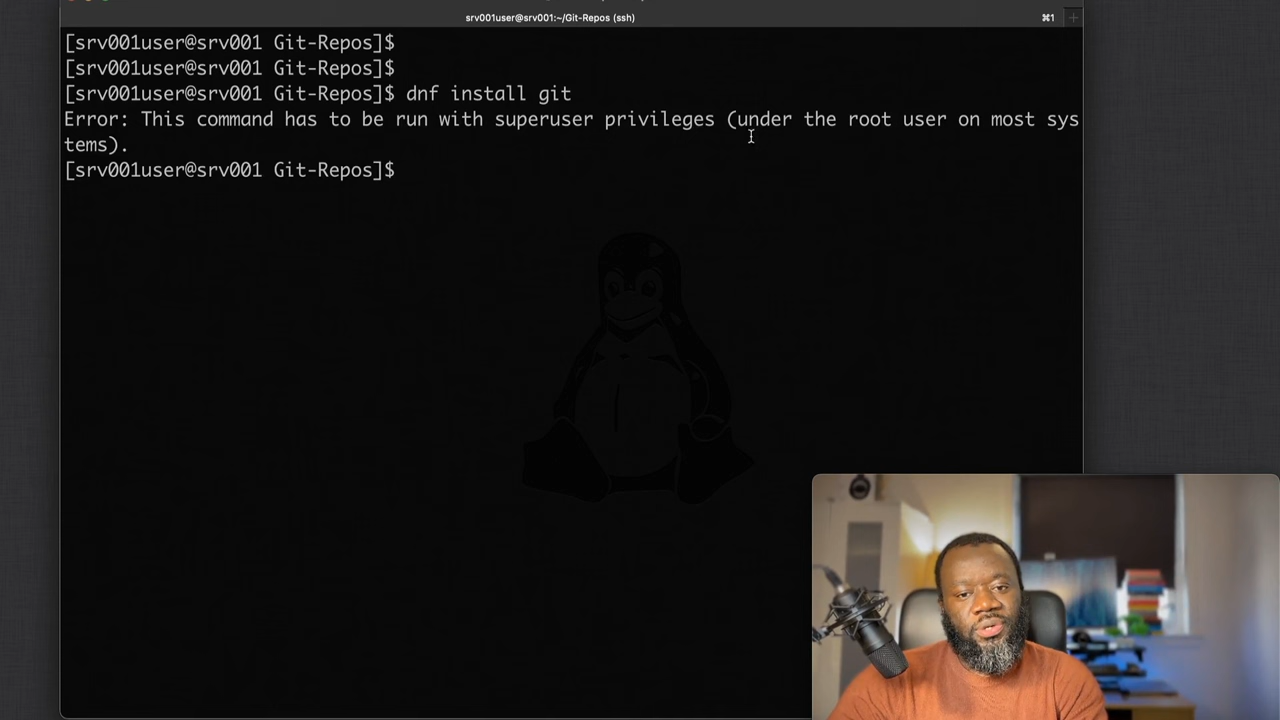 srv001user@srv001:~/Git-Repos (ssh)
⌘1
[srv001user@srv001 Git-Repos]$
[srv001user@srv001 Git-Repos]$
[srv001user@srv001 Git-Repos]$ dnf install git
Error: This command has to be run with superuser privileges (under the root user on most sys
tems).
[srv001user@srv001 Git-Repos]$